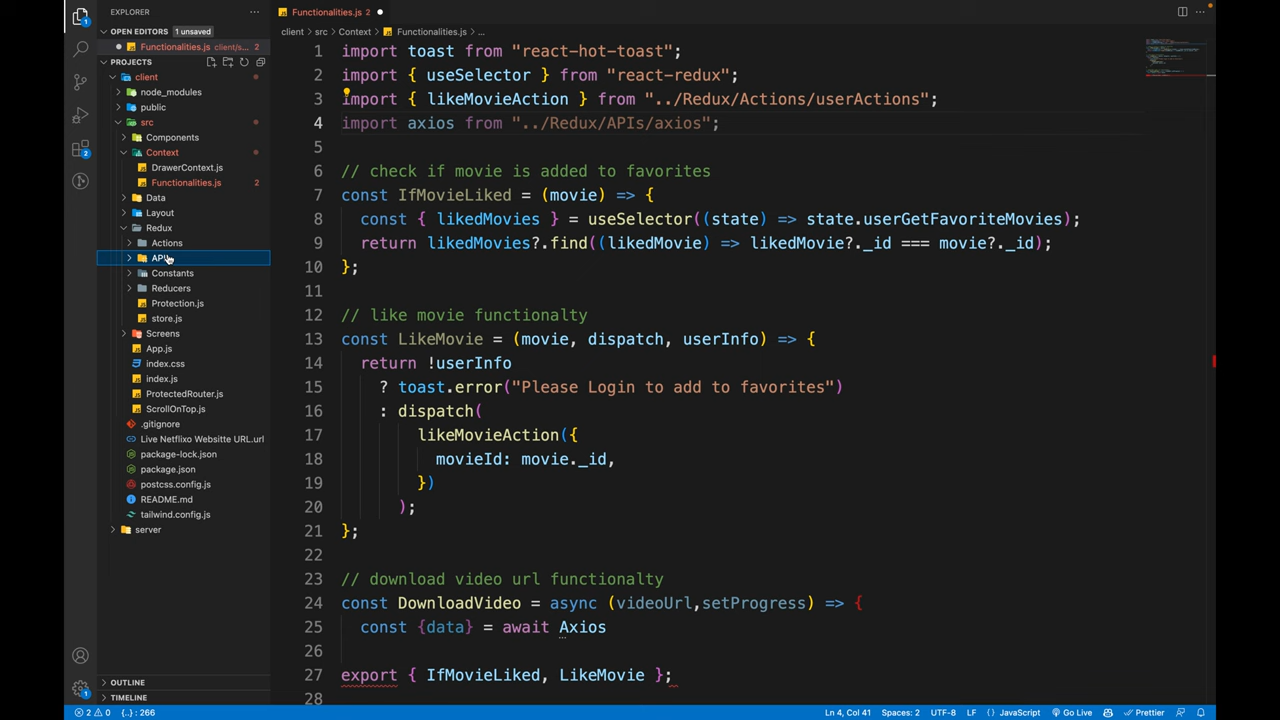 EXPLORER
OPEN EDITORS 1 unsaved
Functionalities.js client/s... 2
PROJECTS
client
node_modules
public
src
Components
Context
DrawerContext.js
Functionalities.js 2
Data
Layout
Redux
Actions
APIs
Constants
Reducers
Protection.js
store.js
Screens
App.js
index.css
index.js
ProtectedRouter.js
ScrollOnTop.js
.gitignore
Live Netflixo Websitte URL.url
package-lock.json
package.json
postcss.config.js
README.md
tailwind.config.js
server
OUTLINE
TIMELINE
Functionalities.js 2
client > src > Context > Functionalities.js > ...
1 import toast from "react-hot-toast";
2 import { useSelector } from "react-redux";
3 import { likeMovieAction } from "../Redux/Actions/userActions";
4 import axios from "../Redux/APIs/axios";
5
6 // check if movie is added to favorites
7 const IfMovieLiked = (movie) => {
8 const { likedMovies } = useSelector((state) => state.userGetFavoriteMovies);
9 return likedMovies?.find((likedMovie) => likedMovie?._id === movie?._id);
10 };
11
12 // like movie functionalty
13 const LikeMovie = (movie, dispatch, userInfo) => {
14 return !userInfo
15 ? toast.error("Please Login to add to favorites")
16 : dispatch(
17 likeMovieAction({
18 movieId: movie._id,
19 })
20 );
21 };
22
23 // download video url functionalty
24 const DownloadVideo = async (videoUrl,setProgress) => {
25 const {data} = await Axios
26
27 export { IfMovieLiked, LikeMovie };
28
2 0 {..} : 266 Ln 4, Col 41 Spaces: 2 UTF-8 LF {} JavaScript Go Live Prettier